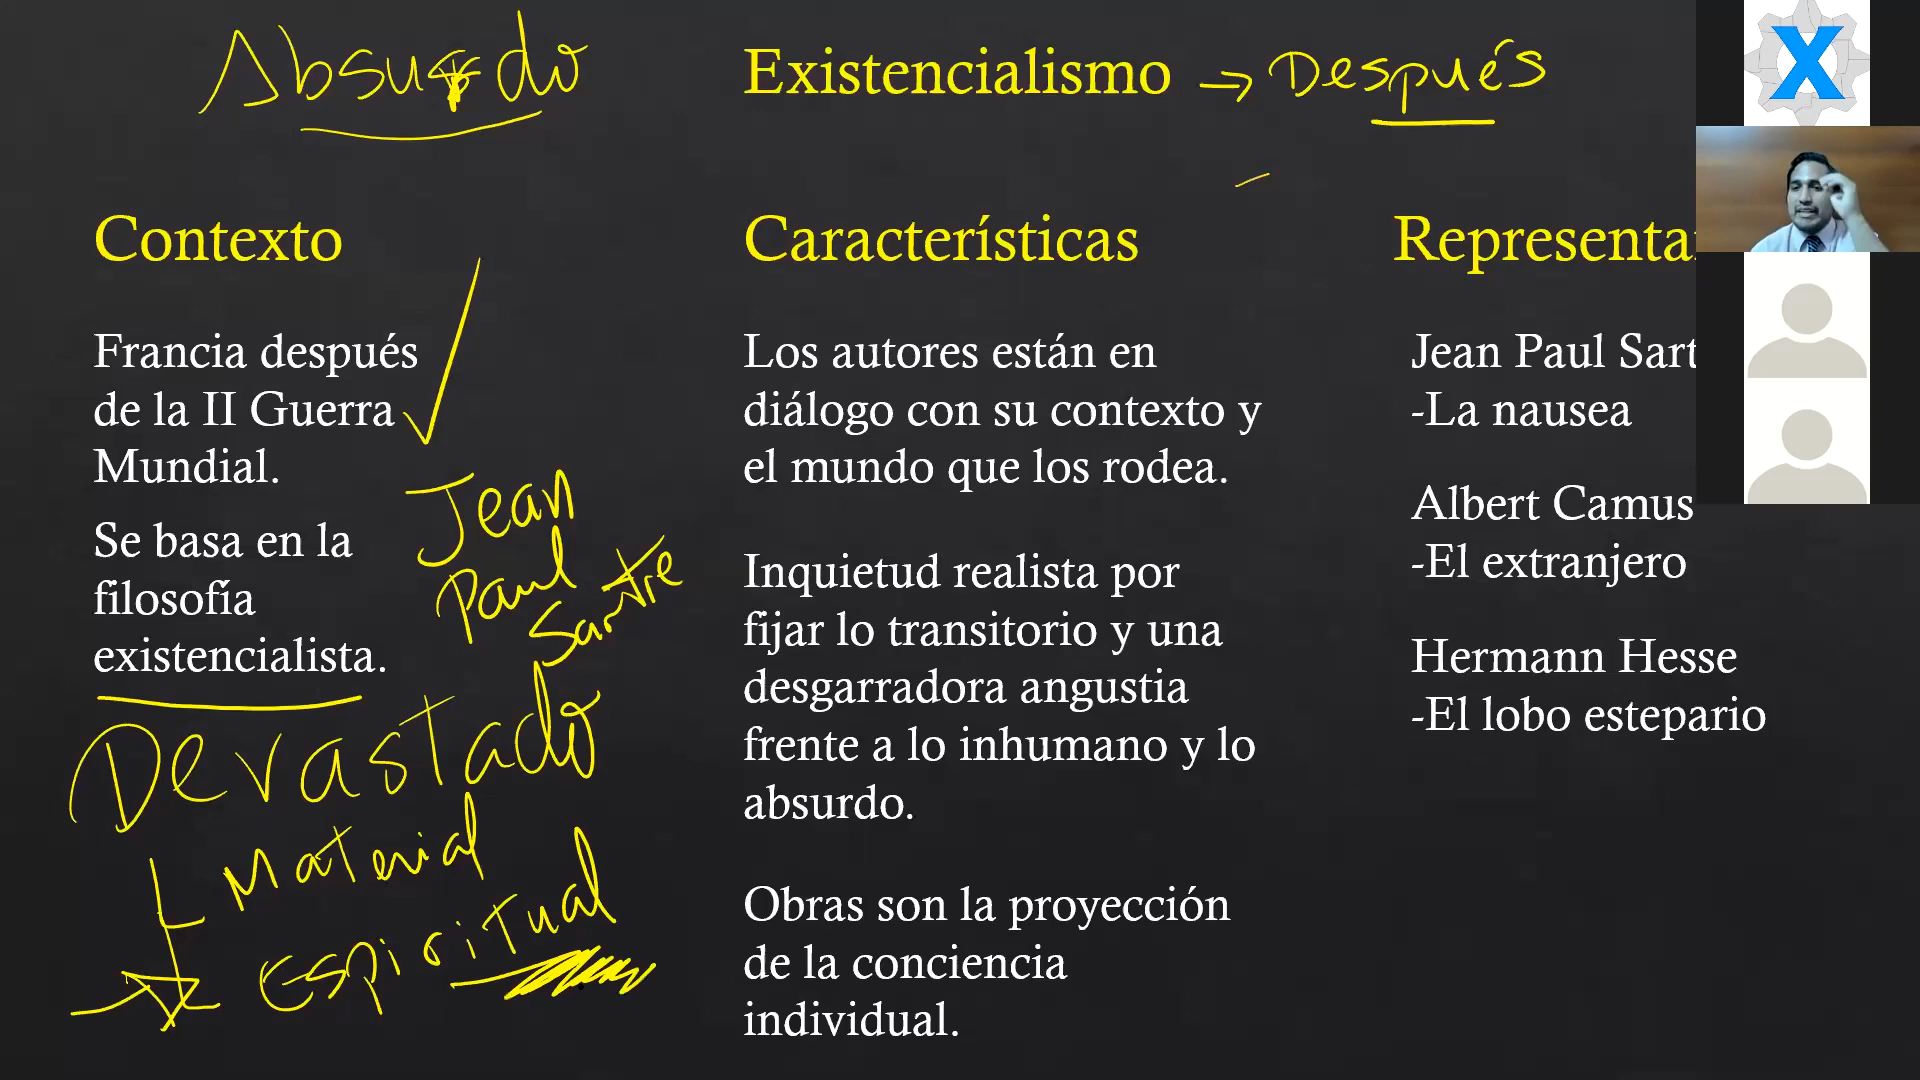 Absurdo
Existencialismo → Después
X
Contexto
Francia después
de la II Guerra
Mundial.
Se basa en la
filosofía
existencialista.
Jean
Paul
Sartre
Devastado
Material
Espiritual
Características
Los autores están en
diálogo con su contexto y
el mundo que los rodea.
Inquietud realista por
fijar lo transitorio y una
desgarradora angustia
frente a lo inhumano y lo
absurdo.
Obras son la proyección
de la conciencia
individual.
Representa
Jean Paul Sart
-La nausea
Albert Camus
-El extranjero
Hermann Hesse
-El lobo estepario